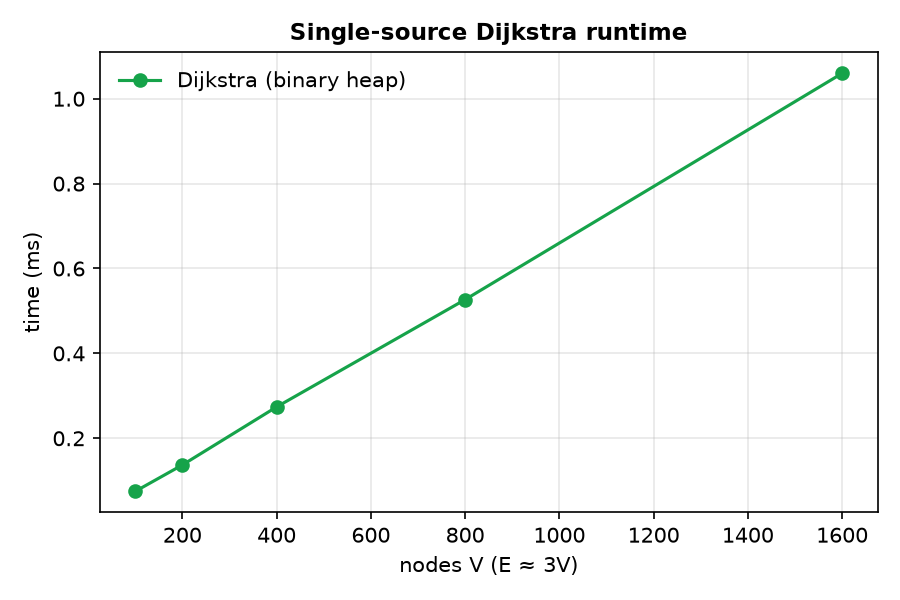 Single-source Dijkstra runtime
Dijkstra (binary heap)
time (ms)
1.0
0.8
0.6
0.4
0.2
200 400 600 800 1000 1200 1400 1600
nodes V (E ≈ 3V)